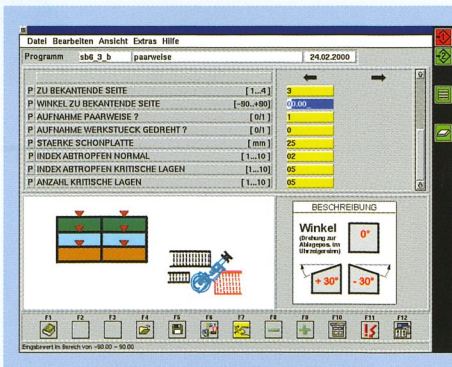 Datei Bearbeiten Ansicht Extras Hilfe
Programm sb6_3_b paarweise 24.02.2000
P ZU BEKANTENDE SEITE [1...4] 3
P WINKEL ZU BEKANTENDE SEITE [-90..+90] 00.00
P AUFNAHME PAARWEISE ? [0/1] 1
P AUFNAHME WERKSTUECK GEDREHT ? [0/1] 0
P STAERKE SCHONPLATTE [mm] 25
P INDEX ABTROPFEN NORMAL [1...10] 02
P INDEX ABTROPFEN KRITISCHE LAGEN [1...10] 05
P ANZAHL KRITISCHE LAGEN [1...10] 05
BESCHREIBUNG
Winkel
(Drehung zur
Ablagepos. im
Uhrzeigersinn)
0°
+ 30° - 30°
F1 F2 F3 F4 F5 F6 F7 F8 F9 F10 F11 F12
Eingabewert im Bereich von -90.00 - 90.00